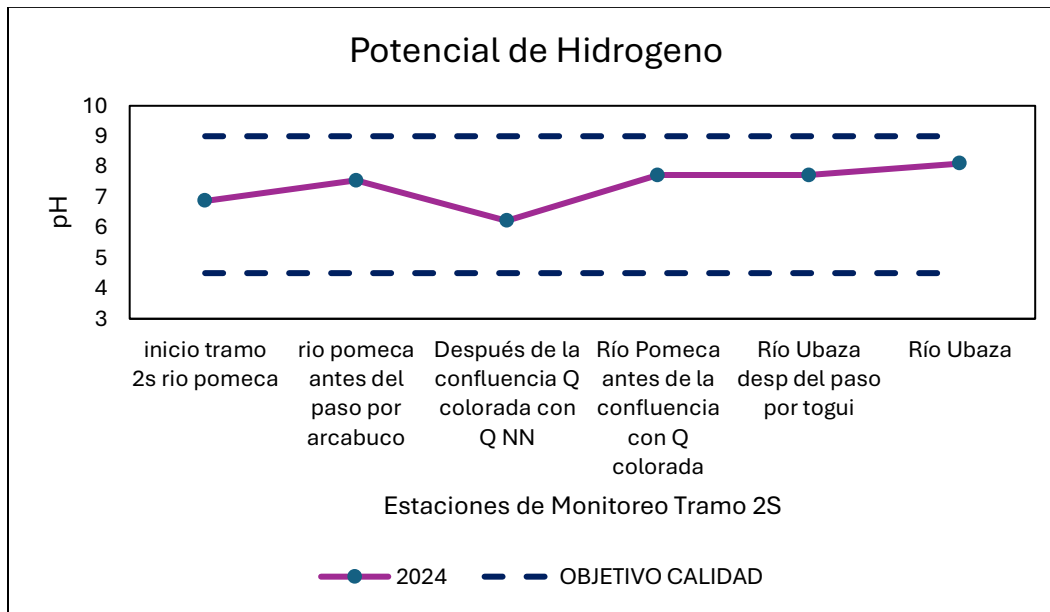 Potencial de Hidrogeno
10
9
8
7
6
5
4
3
pH
inicio tramo
2s rio pomeca
rio pomeca
antes del
paso por
arcabuco
Después de la
confluencia Q
colorada con
Q NN
Río Pomeca
antes de la
confluencia
con Q
colorada
Río Ubaza
desp del paso
por togui
Río Ubaza
Estaciones de Monitoreo Tramo 2S
2024
OBJETIVO CALIDAD